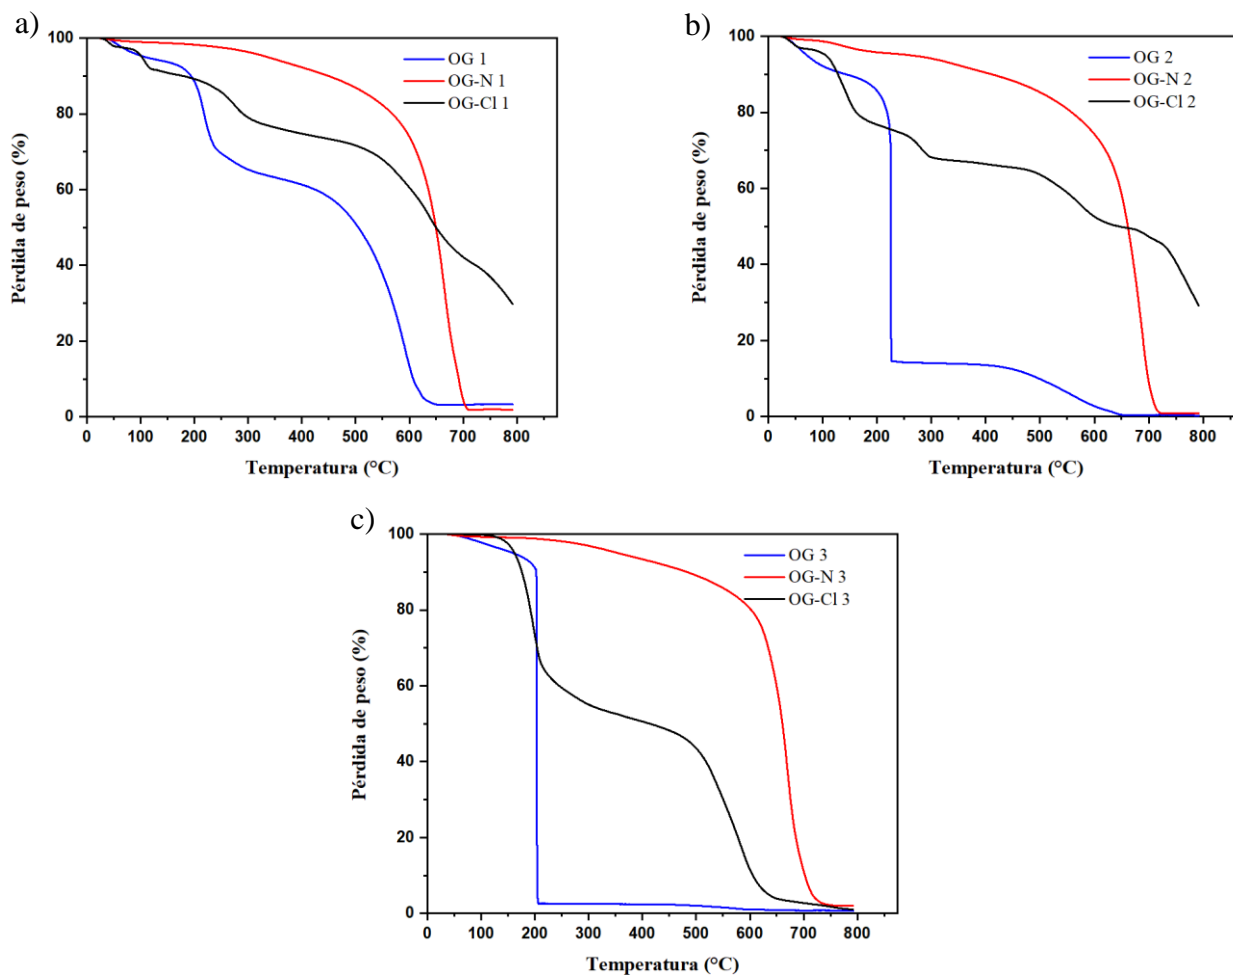 a)
100
80
60
40
20
0
Pérdida de peso (%)
OG 1
OG-N 1
OG-Cl 1
0 100 200 300 400 500 600 700 800
Temperatura (°C)
b)
100
80
60
40
20
0
Pérdida de peso (%)
OG 2
OG-N 2
OG-Cl 2
0 100 200 300 400 500 600 700 800
Temperatura (°C)
c)
100
80
60
40
20
0
Pérdida de peso (%)
OG 3
OG-N 3
OG-Cl 3
0 100 200 300 400 500 600 700 800
Temperatura (°C)